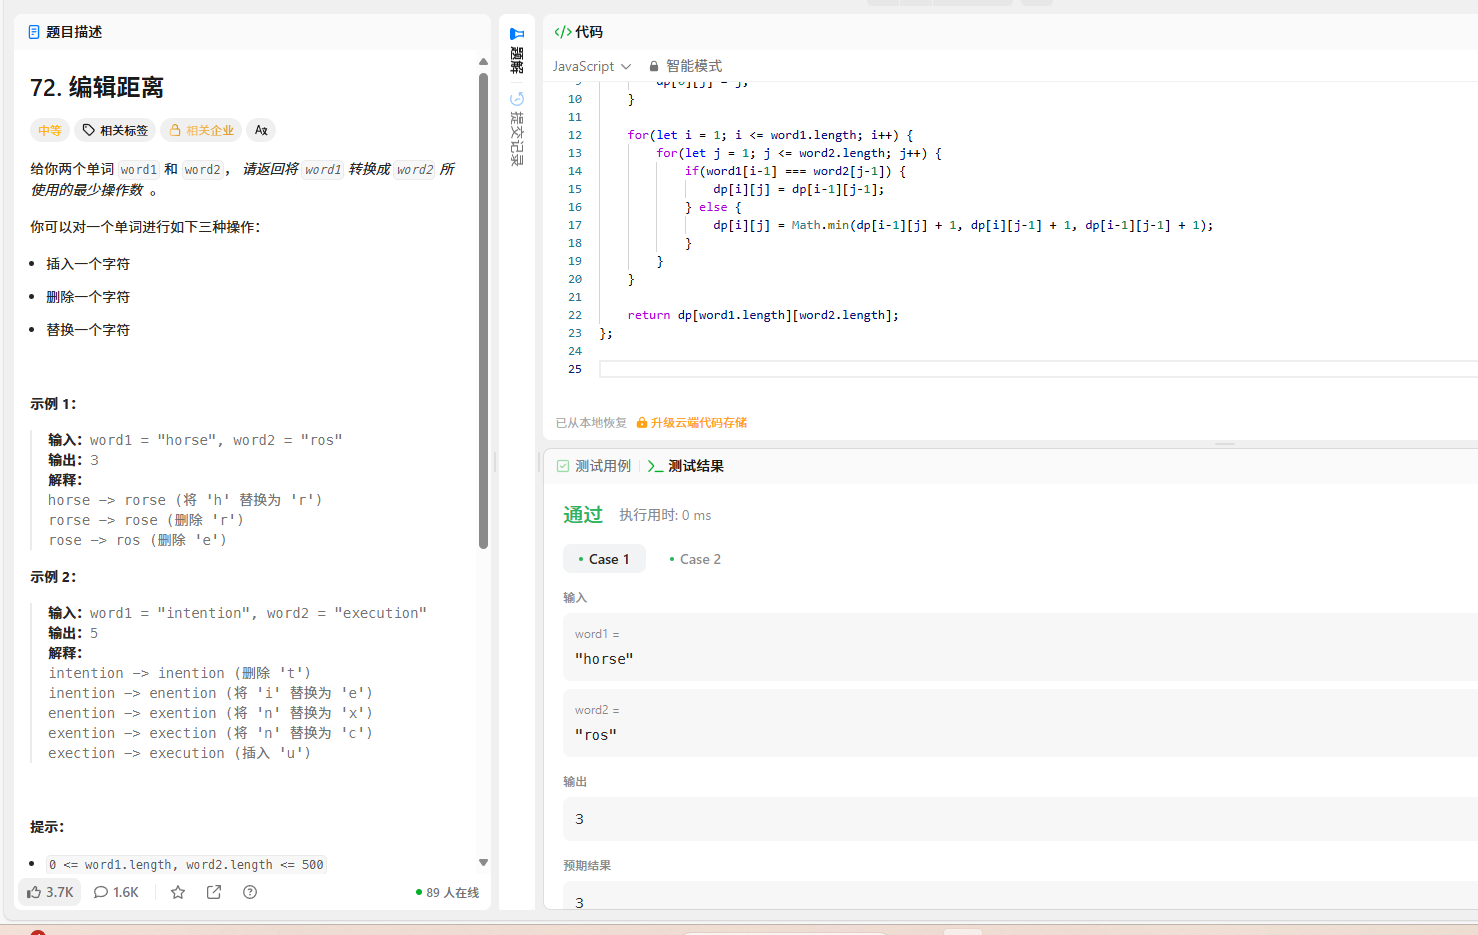 题目描述
72. 编辑距离
中等 相关标签 相关企业
给你两个单词 word1 和 word2， 请返回将 word1 转换成 word2 所
使用的最少操作数 。
你可以对一个单词进行如下三种操作：
• 插入一个字符
• 删除一个字符
• 替换一个字符
示例 1：
输入：word1 = "horse", word2 = "ros"
输出：3
解释：
horse -> rorse (将 'h' 替换为 'r')
rorse -> rose (删除 'r')
rose -> ros (删除 'e')
示例 2：
输入：word1 = "intention", word2 = "execution"
输出：5
解释：
intention -> inention (删除 't')
inention -> enention (将 'i' 替换为 'e')
enention -> exention (将 'n' 替换为 'x')
exention -> exection (将 'n' 替换为 'c')
exection -> execution (插入 'u')
提示：
• 0 <= word1.length, word2.length <= 500
3.7K 1.6K 89 人在线
题解
提交记录
代码
JavaScript 智能模式
9 dp[0][j] = j;
10 }
11
12 for(let i = 1; i <= word1.length; i++) {
13 for(let j = 1; j <= word2.length; j++) {
14 if(word1[i-1] === word2[j-1]) {
15 dp[i][j] = dp[i-1][j-1];
16 } else {
17 dp[i][j] = Math.min(dp[i-1][j] + 1, dp[i][j-1] + 1, dp[i-1][j-1] + 1);
18 }
19 }
20 }
21
22 return dp[word1.length][word2.length];
23 };
24
25
已从本地恢复 升级云端代码存储
测试用例 测试结果
通过 执行用时: 0 ms
• Case 1 • Case 2
输入
word1 =
"horse"
word2 =
"ros"
输出
3
预期结果
3